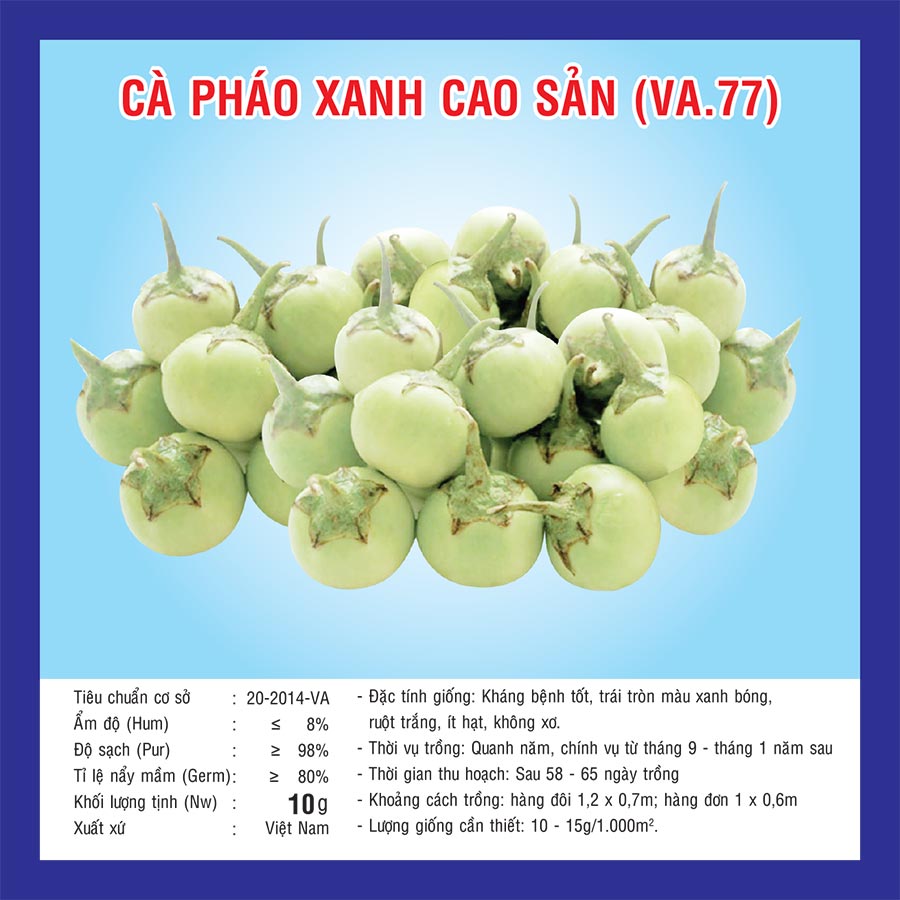 CÀ PHÁO XANH CAO SẢN (VA.77)
Tiêu chuẩn cơ sở : 20-2014-VA
Ẩm độ (Hum) : ≤ 8%
Độ sạch (Pur) : ≥ 98%
Tỉ lệ nẩy mầm (Germ): ≥ 80%
Khối lượng tịnh (Nw) : 10g
Xuất xứ : Việt Nam
- Đặc tính giống: Kháng bệnh tốt, trái tròn màu xanh bóng,
ruột trắng, ít hạt, không xơ.
- Thời vụ trồng: Quanh năm, chính vụ từ tháng 9 - tháng 1 năm sau
- Thời gian thu hoạch: Sau 58 - 65 ngày trồng
- Khoảng cách trồng: hàng đôi 1,2 x 0,7m; hàng đơn 1 x 0,6m
- Lượng giống cần thiết: 10 - 15g/1.000m².